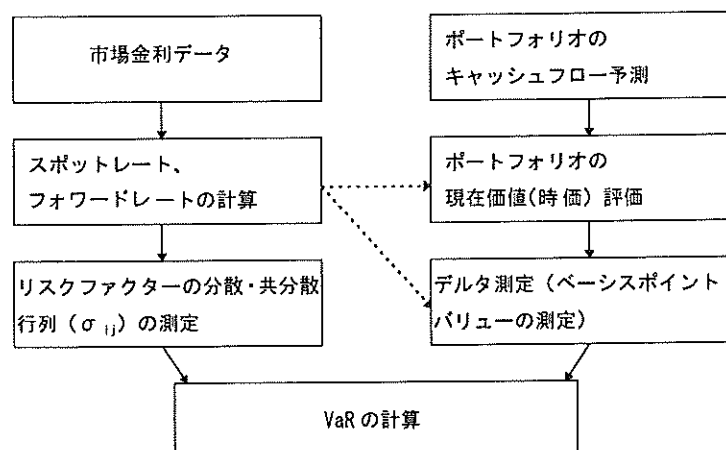 市場金利データ
ポートフォリオの
キャッシュフロー予測
スポットレート、
フォワードレートの計算
ポートフォリオの
現在価値(時価)評価
リスクファクターの分散・共分散
行列(σij)の測定
デルタ測定(ベーシスポイント
バリューの測定)
VaRの計算